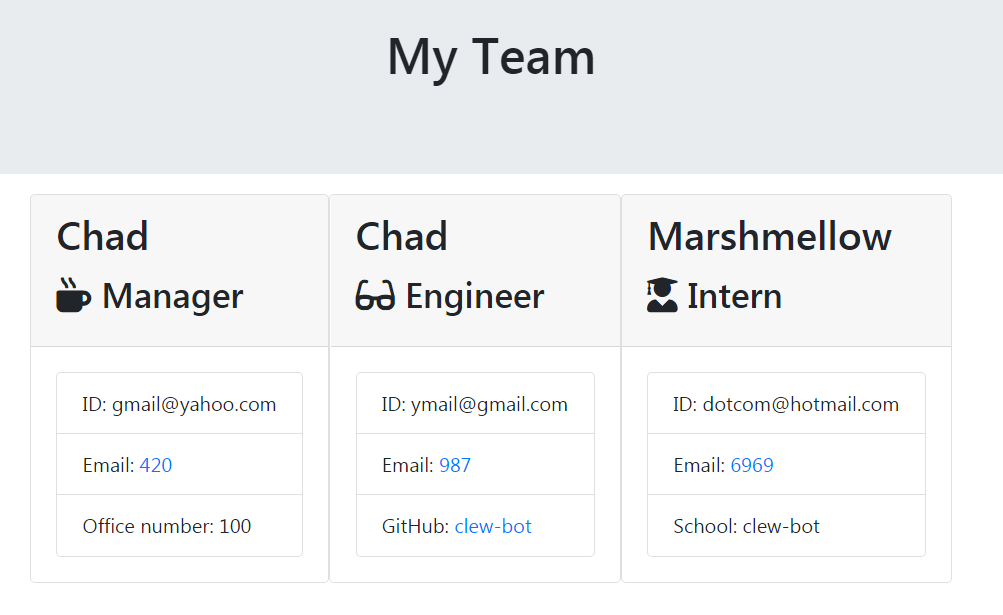 My Team
Chad
Manager
ID: gmail@yahoo.com
Email: 420
Office number: 100
Chad
Engineer
ID: ymail@gmail.com
Email: 987
GitHub: clew-bot
Marshmellow
Intern
ID: dotcom@hotmail.com
Email: 6969
School: clew-bot